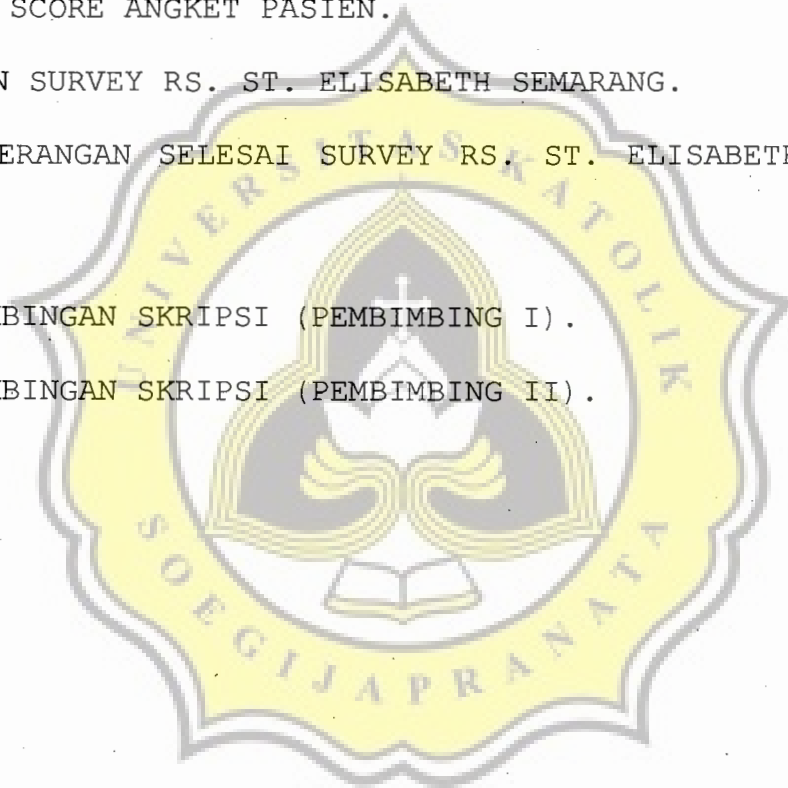 SCORE ANGKET PASIEN.
N SURVEY RS. ST. ELISABETH SEMARANG.
ERANGAN SELESAI SURVEY RS. ST. ELISABETH
UNIVERSITAS KATOLIK
BINGAN SKRIPSI (PEMBIMBING I).
BINGAN SKRIPSI (PEMBIMBING II).
SOEGIJAPRANATA